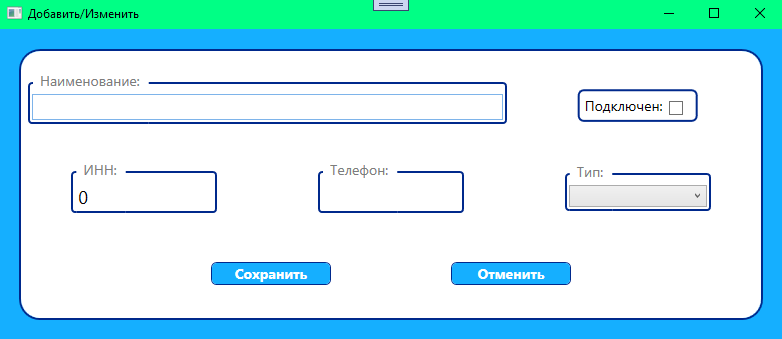 Добавить/Изменить
Наименование:
Подключен:
ИНН:
Телефон:
Тип:
0
Сохранить
Отменить